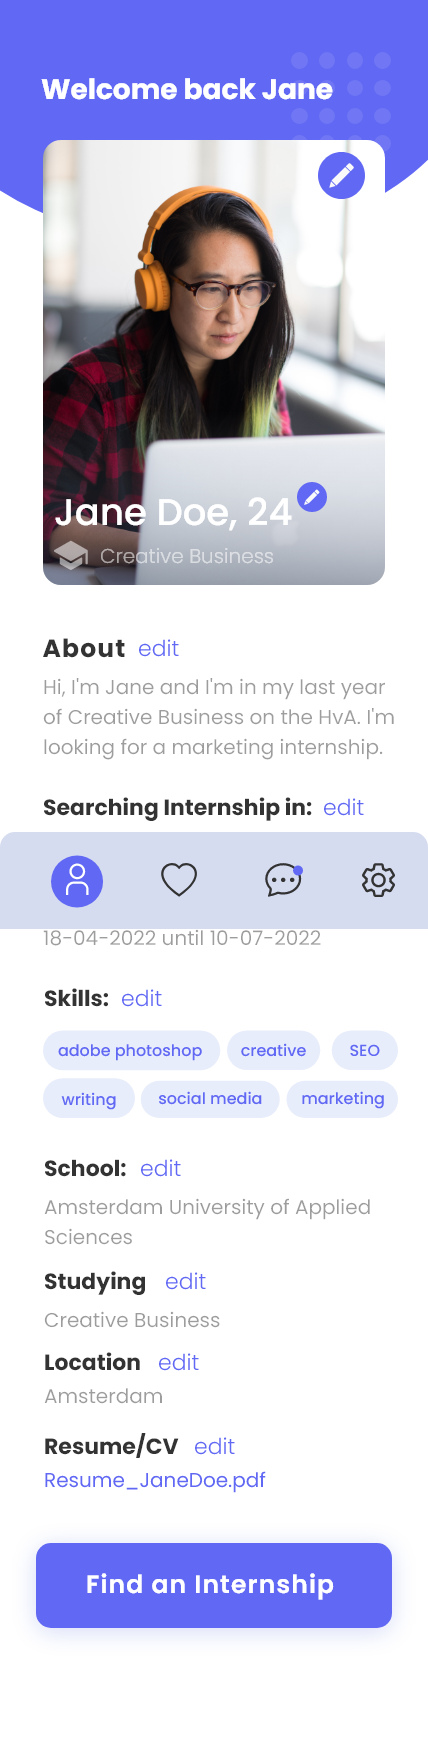 Welcome back Jane
Jane Doe, 24
Creative Business
About edit
Hi, I'm Jane and I'm in my last year
of Creative Business on the HvA. I'm
looking for a marketing internship.
Searching Internship in: edit
18-04-2022 until 10-07-2022
Skills: edit
adobe photoshop creative SEO
writing social media marketing
School: edit
Amsterdam University of Applied
Sciences
Studying edit
Creative Business
Location edit
Amsterdam
Resume/CV edit
Resume_JaneDoe.pdf
Find an Internship